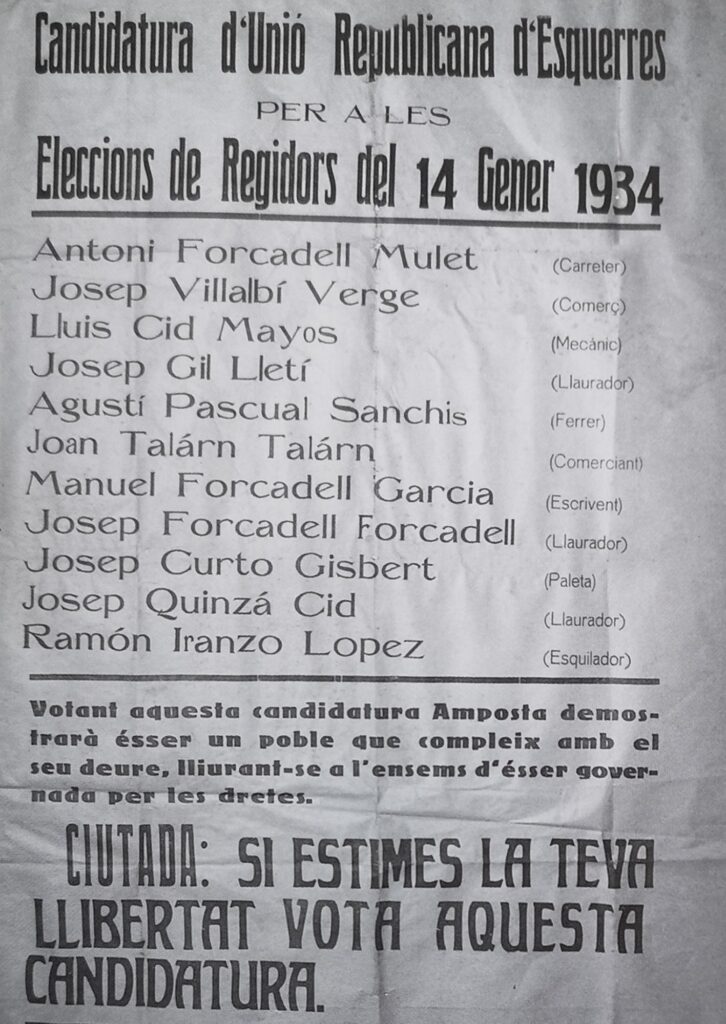 Candidatura d'Unió Republicana d'Esquerres
PER A LES
Eleccions de Regidors del 14 Gener 1934
Antoni Forcadell Mulet (Carreter)
Josep Villalbí Verge (Comerç)
Lluis Cid Mayos (Mecánic)
Josep Gil Lletí (Llaurador)
Agustí Pascual Sanchis (Ferrer)
Joan Talárn Talárn (Comerciant)
Manuel Forcadell Garcia (Escrivent)
Josep Forcadell Forcadell (Llaurador)
Josep Curto Gisbert (Paleta)
Josep Quinzá Cid (Llaurador)
Ramón Iranzo Lopez (Esquilador)
Votant aquesta candidatura Amposta demos-
trarà ésser un poble que compleix amb el
seu deure, lliurant-se a l'ensems d'ésser gover-
nada per les dretes.
CIUTADA: SI ESTIMES LA TEVA
LLIBERTAT VOTA AQUESTA
CANDIDATURA.